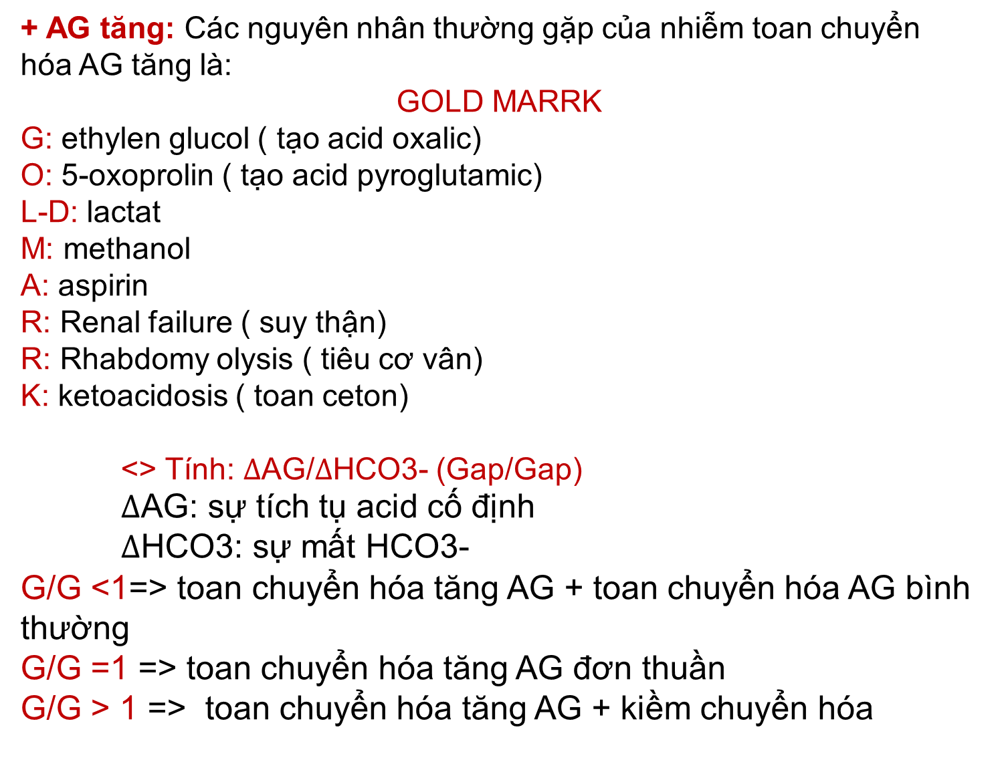 + AG tăng: Các nguyên nhân thường gặp của nhiễm toan chuyển
hóa AG tăng là:
GOLD MARRK
G: ethylen glucol ( tạo acid oxalic)
O: 5-oxoprolin ( tạo acid pyroglutamic)
L-D: lactat
M: methanol
A: aspirin
R: Renal failure ( suy thận)
R: Rhabdomy olysis ( tiêu cơ vân)
K: ketoacidosis ( toan ceton)
<> Tính: ΔAG/ΔHCO3- (Gap/Gap)
ΔAG: sự tích tụ acid cố định
ΔHCO3: sự mất HCO3-
G/G <1=> toan chuyển hóa tăng AG + toan chuyển hóa AG bình
thường
G/G =1 => toan chuyển hóa tăng AG đơn thuần
G/G > 1 => toan chuyển hóa tăng AG + kiềm chuyển hóa